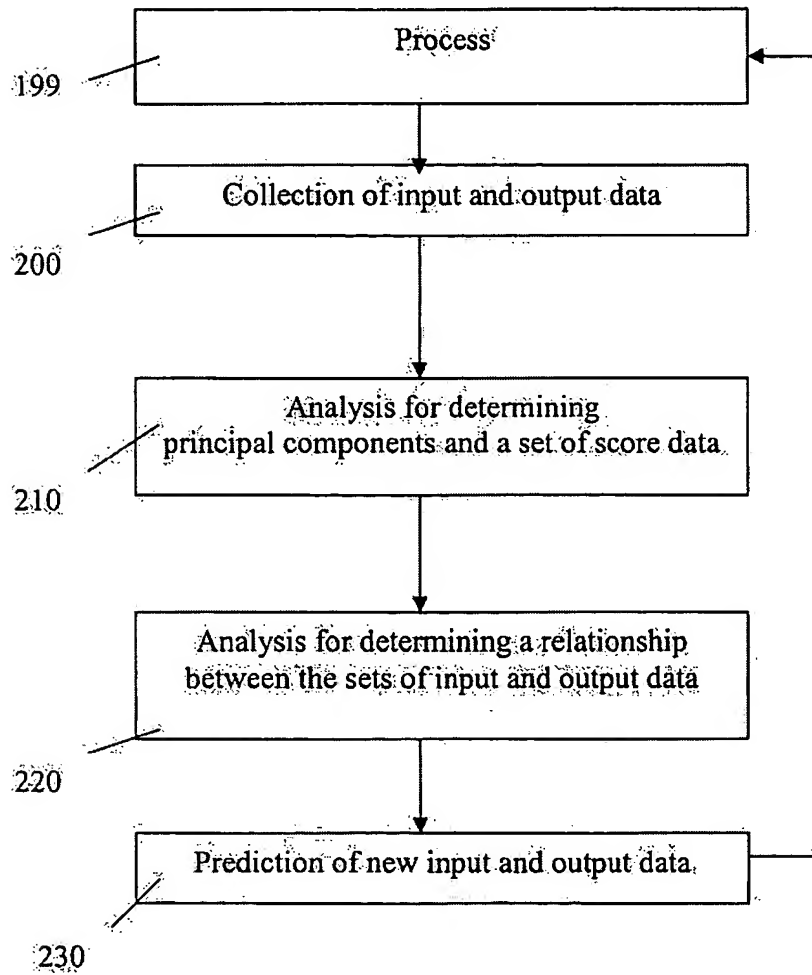 Process
199
Collection of input and output data
200
Analysis for determining
principal components and a set of score data
210
Analysis for determining a relationship
between the sets of input and output data
220
Prediction of new input and output data
230